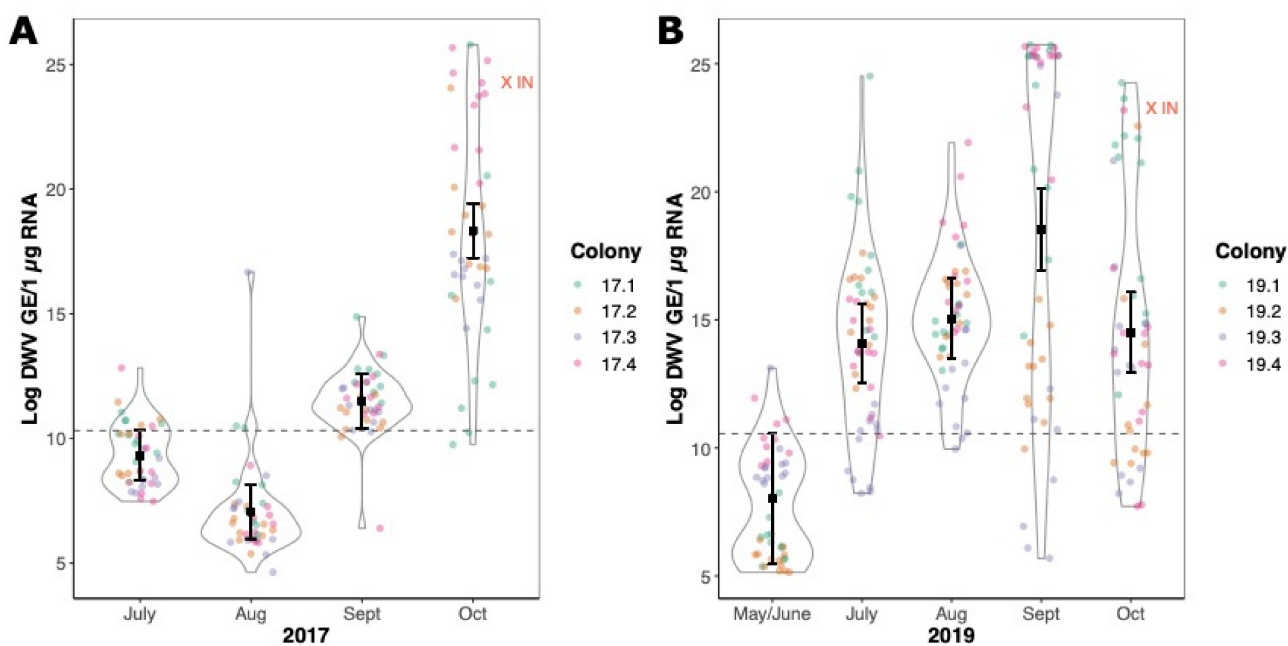 A
Log DWV GE/1 µg RNA
25
20
15
10
5
X IN
July
Aug
Sept
Oct
2017
Colony
17.1
17.2
17.3
17.4
B
Log DWV GE/1 µg RNA
25
20
15
10
5
X IN
May/June
July
Aug
Sept
Oct
2019
Colony
19.1
19.2
19.3
19.4